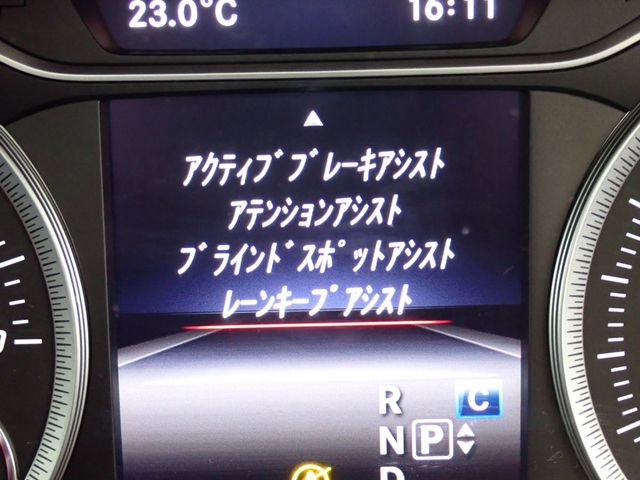 23.0°C 16:11
アクティブブレーキアシスト
アテンションアシスト
ブラインドスポットアシスト
レーンキープアシスト
R C
N P
D